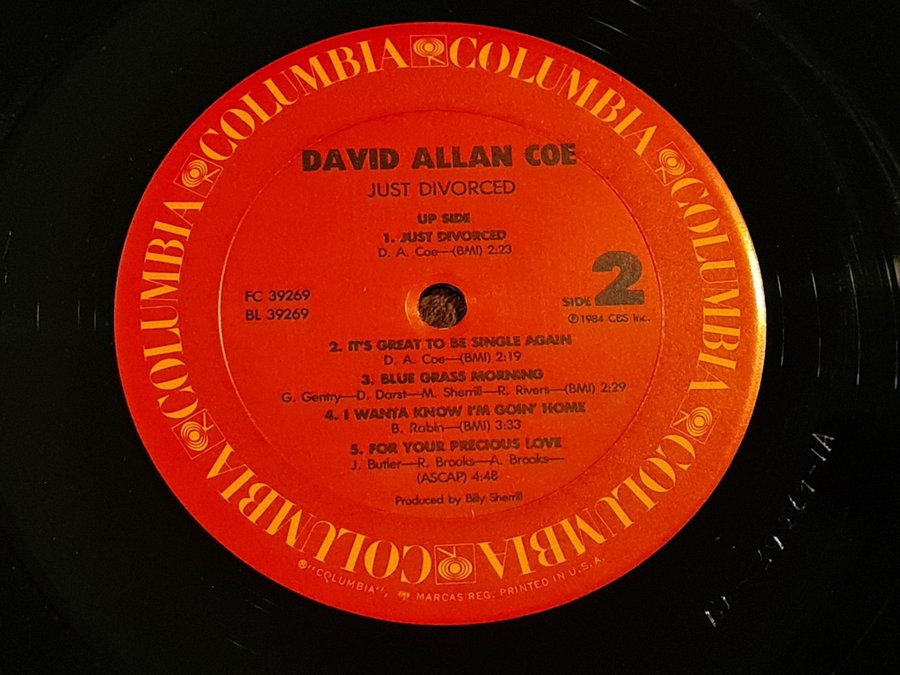 COLUMBIA COLUMBIA COLUMBIA COLUMBIA COLUMBIA COLUMBIA COLUMBIA COLUMBIA
DAVID ALLAN COE
JUST DIVORCED
UP SIDE
1. JUST DIVORCED
D. A. Coe—(BMI) 2:23
FC 39269
BL 39269
SIDE 2
℗1984 CBS Inc.
2. IT'S GREAT TO BE SINGLE AGAIN
D. A. Coe—(BMI) 2:19
3. BLUE GRASS MORNING
G. Gentry—D. Darst—M. Sherrill—R. Rivers—(BMI) 2:29
4. I WANTA KNOW I'M GOIN' HOME
B. Rabin—(BMI) 3:33
5. FOR YOUR PRECIOUS LOVE
J. Butler—R. Brooks—A. Brooks—
(ASCAP) 4:48
Produced by Billy Sherrill
®"COLUMBIA", MARCAS REG. PRINTED IN U.S.A.